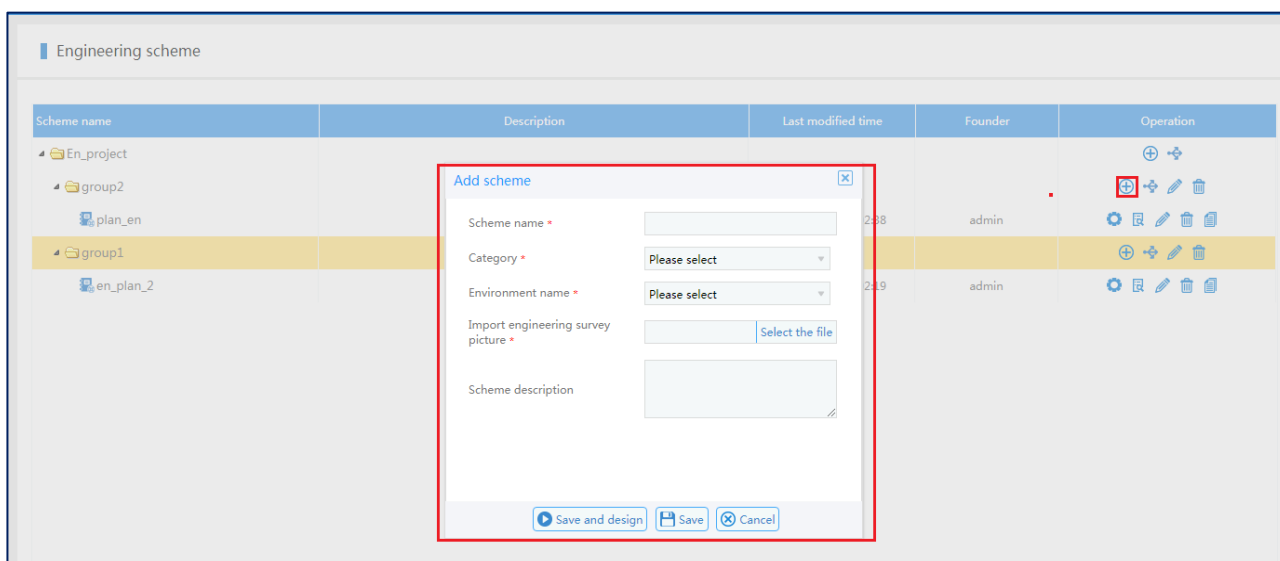 Engineering scheme
Scheme name Description Last modified time Founder Operation
En_project
group2
plan_en 2:38 admin
group1
en_plan_2 2:19 admin
Add scheme
Scheme name *
Category * Please select
Environment name * Please select
Import engineering survey
picture * Select the file
Scheme description
Save and design Save Cancel